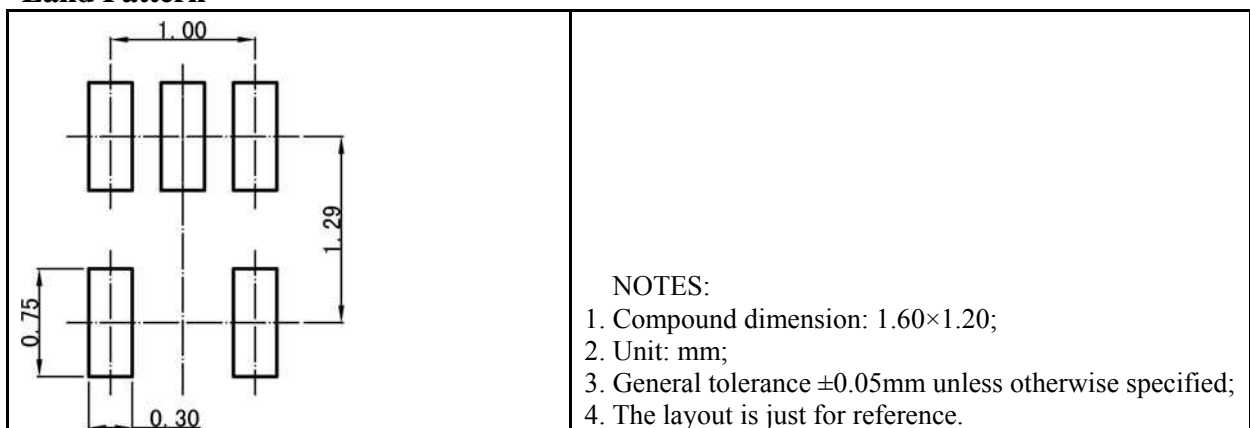 Land Pattern
1.00
1.29
0.75
0.30
NOTES:
1. Compound dimension: 1.60×1.20;
2. Unit: mm;
3. General tolerance ±0.05mm unless otherwise specified;
4. The layout is just for reference.